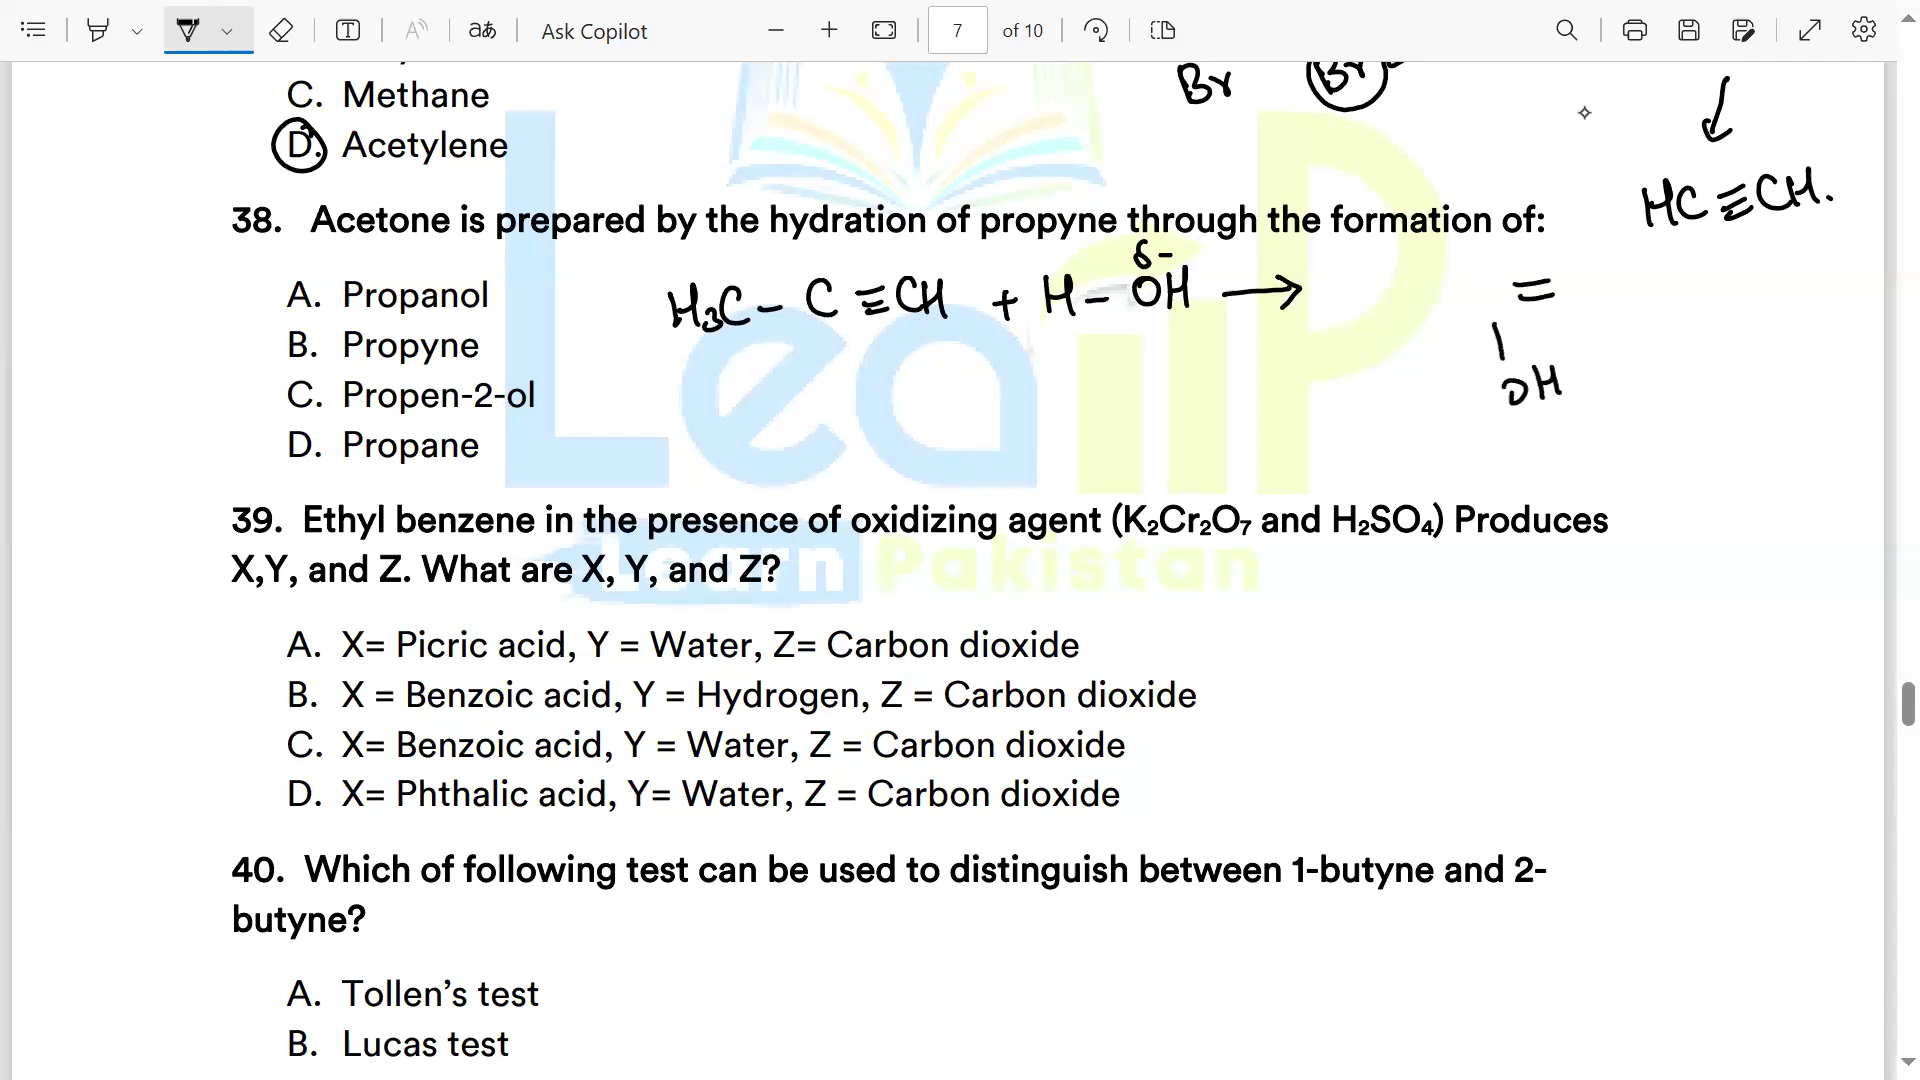 Ask Copilot
7 of 10
C. Methane
Br Br
D. Acetylene
HC≡CH.
38. Acetone is prepared by the hydration of propyne through the formation of:
δ-
A. Propanol
H₃C - C ≡CH + H - OH → =
B. Propyne
OH
C. Propen-2-ol
D. Propane
39. Ethyl benzene in the presence of oxidizing agent (K₂Cr₂O₇ and H₂SO₄) Produces
X,Y, and Z. What are X, Y, and Z?
A. X= Picric acid, Y = Water, Z= Carbon dioxide
B. X = Benzoic acid, Y = Hydrogen, Z = Carbon dioxide
C. X= Benzoic acid, Y = Water, Z = Carbon dioxide
D. X= Phthalic acid, Y= Water, Z = Carbon dioxide
40. Which of following test can be used to distinguish between 1-butyne and 2-
butyne?
A. Tollen’s test
B. Lucas test
Learn Pakistan